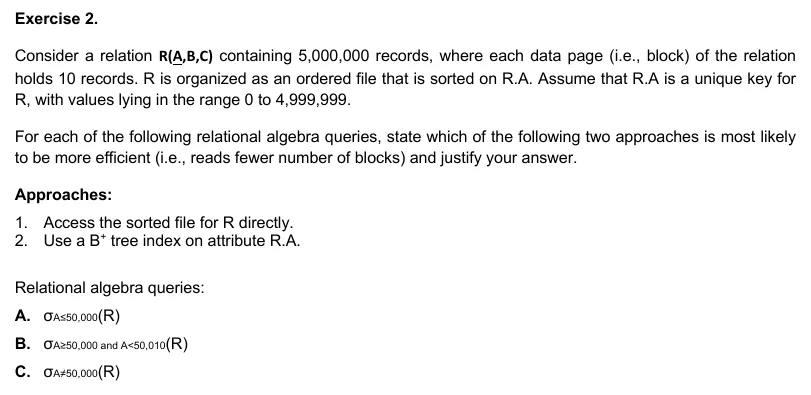 Exercise 2.
Consider a relation R(A,B,C) containing 5,000,000 records, where each data page (i.e., block) of the relation
holds 10 records. R is organized as an ordered file that is sorted on R.A. Assume that R.A is a unique key for
R, with values lying in the range 0 to 4,999,999.
For each of the following relational algebra queries, state which of the following two approaches is most likely
to be more efficient (i.e., reads fewer number of blocks) and justify your answer.
Approaches:
1. Access the sorted file for R directly.
2. Use a B⁺ tree index on attribute R.A.
Relational algebra queries:
A. σA≤50,000(R)
B. σA≥50,000 and A<50,010(R)
C. σA≠50,000(R)